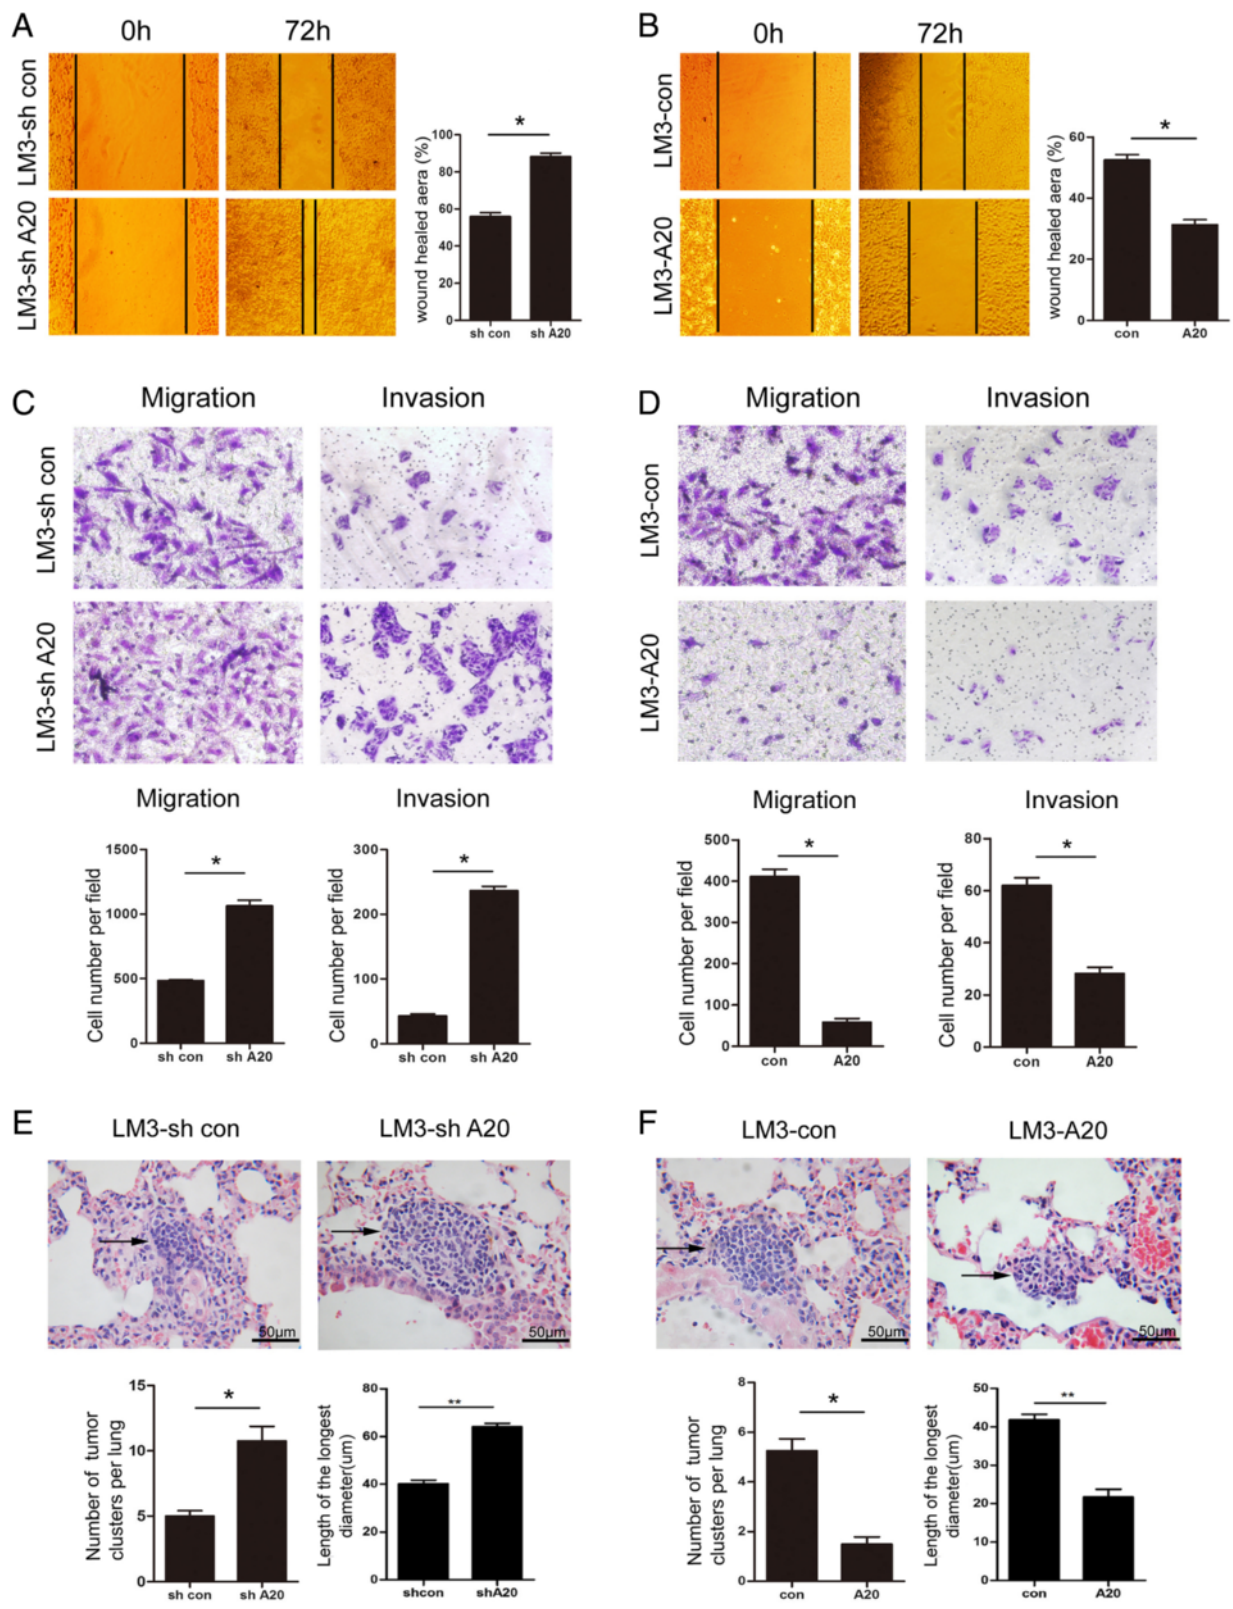 A
0h
72h
LM3-sh con
LM3-sh A20
wound healed aera (%)
100
80
60
40
20
0
*
sh con
sh A20
B
0h
72h
LM3-con
LM3-A20
wound healed aera (%)
60
40
20
0
*
con
A20
C
Migration
Invasion
LM3-sh con
LM3-sh A20
Migration
Cell number per field
1500
1000
500
0
*
sh con
sh A20
Invasion
Cell number per field
300
200
100
0
*
sh con
sh A20
D
Migration
Invasion
LM3-con
LM3-A20
Migration
Cell number per field
500
400
300
200
100
0
*
con
A20
Invasion
Cell number per field
80
60
40
20
0
*
con
A20
E
LM3-sh con
LM3-sh A20
50μm
50μm
Number of tumor
clusters per lung
15
10
5
0
*
sh con
sh A20
Length of the longest
diameter(um)
80
60
40
20
0
**
shcon
shA20
F
LM3-con
LM3-A20
50μm
50μm
Number of tumor
clusters per lung
8
6
4
2
0
*
con
A20
Length of the longest
diameter(um)
50
40
30
20
10
0
**
con
A20